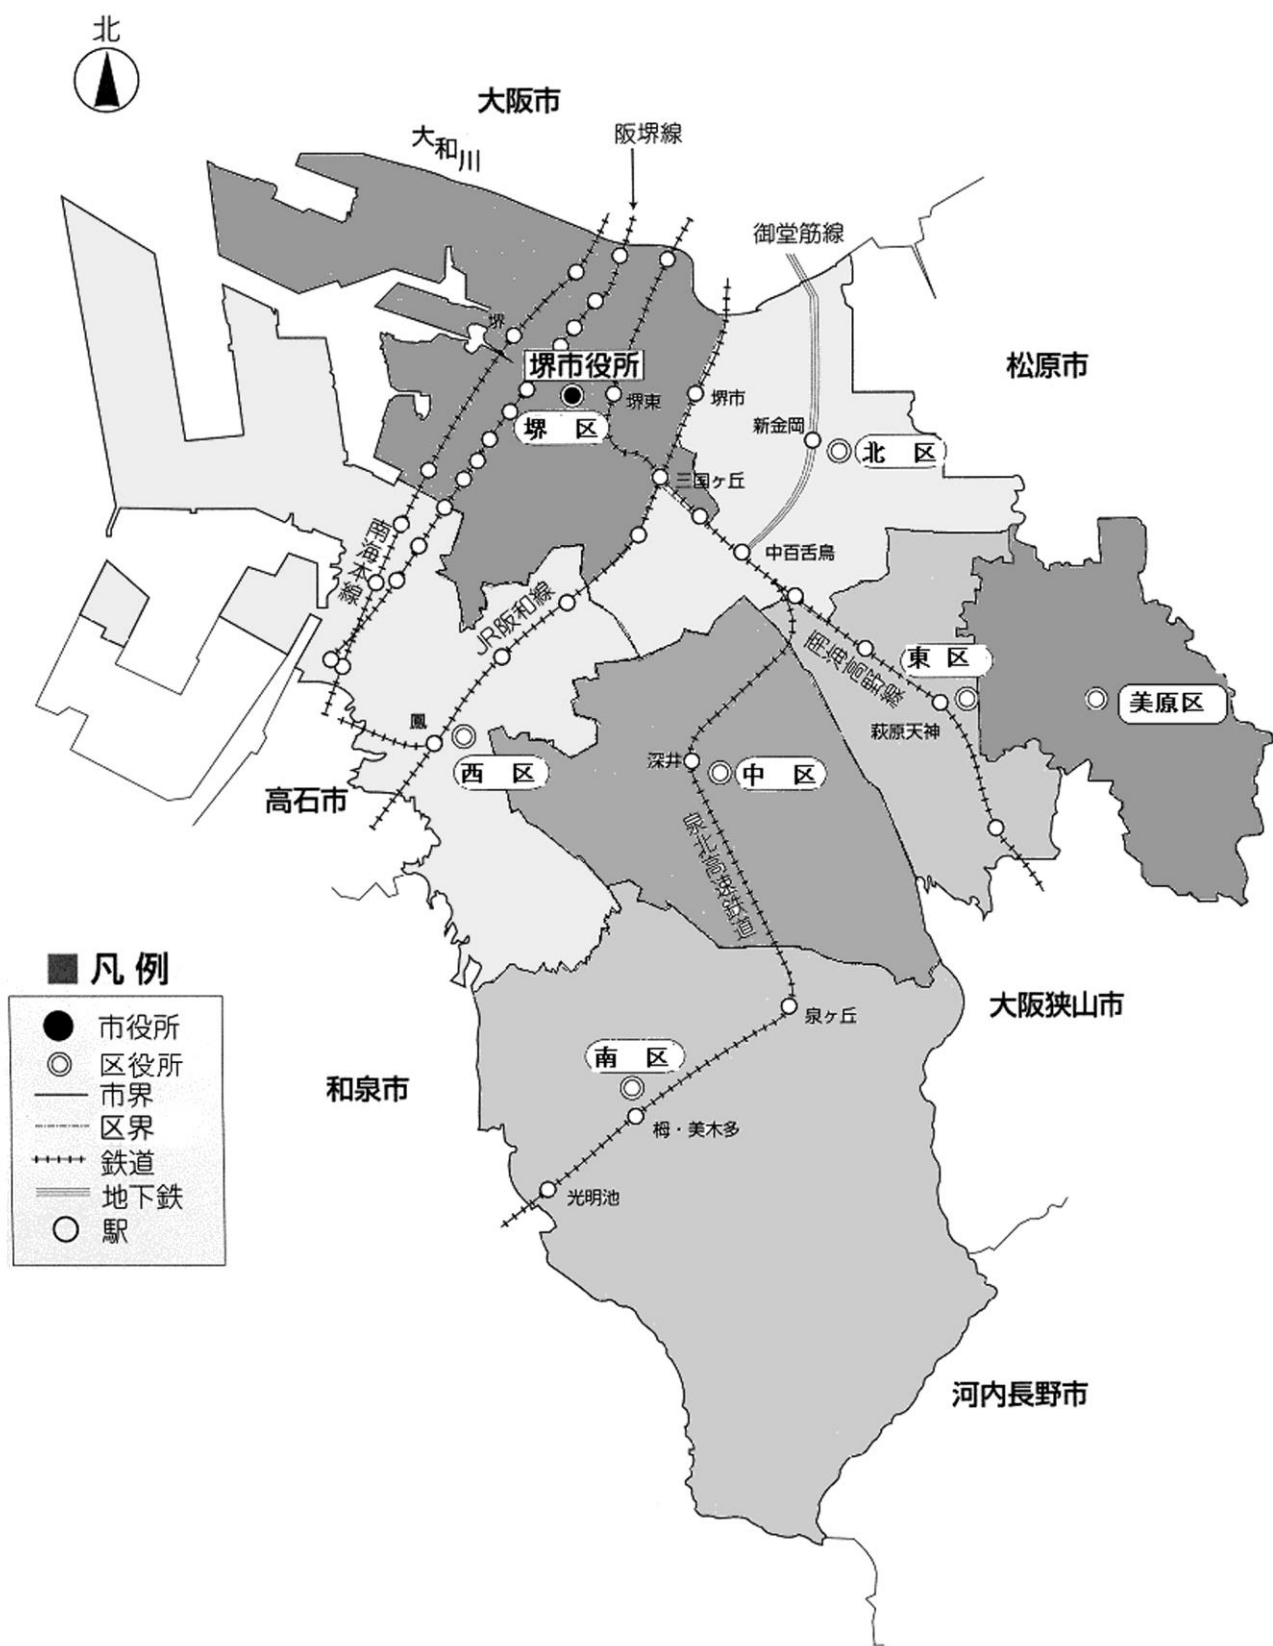 北
大阪市
大和川
阪堺線
御堂筋線
堺
堺市役所
堺東
堺市
堺 区
新金岡
北 区
松原市
三国ヶ丘
中百舌鳥
南海本線
JR阪和線
南海高野線
東 区
萩原天神
美原区
鳳
西 区
深井
中 区
高石市
泉北高速鉄道
大阪狭山市
泉ヶ丘
南 区
和泉市
栂・美木多
光明池
河内長野市
凡例
市役所
区役所
市界
区界
鉄道
地下鉄
駅